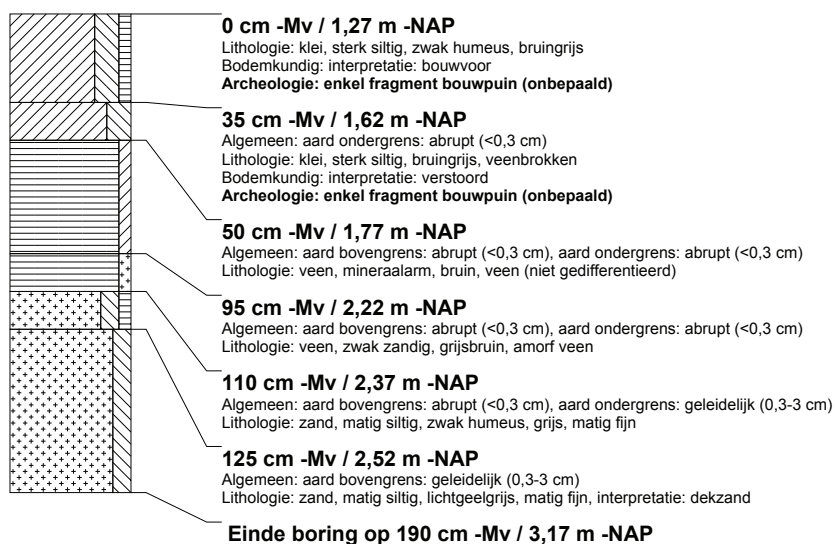 0 cm -Mv / 1,27 m -NAP
Lithologie: klei, sterk siltig, zwak humeus, bruingrijs
Bodemkundig: interpretatie: bouwvoor
Archeologie: enkel fragment bouwpuin (onbepaald)
35 cm -Mv / 1,62 m -NAP
Algemeen: aard ondergrens: abrupt (<0,3 cm)
Lithologie: klei, sterk siltig, bruingrijs, veenbrokken
Bodemkundig: interpretatie: verstoord
Archeologie: enkel fragment bouwpuin (onbepaald)
50 cm -Mv / 1,77 m -NAP
Algemeen: aard bovengrens: abrupt (<0,3 cm), aard ondergrens: abrupt (<0,3 cm)
Lithologie: veen, mineraalarm, bruin, veen (niet gedifferentieerd)
95 cm -Mv / 2,22 m -NAP
Algemeen: aard bovengrens: abrupt (<0,3 cm), aard ondergrens: abrupt (<0,3 cm)
Lithologie: veen, zwak zandig, grijsbruin, amorf veen
110 cm -Mv / 2,37 m -NAP
Algemeen: aard bovengrens: abrupt (<0,3 cm), aard ondergrens: geleidelijk (0,3-3 cm)
Lithologie: zand, matig siltig, zwak humeus, grijs, matig fijn
125 cm -Mv / 2,52 m -NAP
Algemeen: aard bovengrens: geleidelijk (0,3-3 cm)
Lithologie: zand, matig siltig, lichtgeelgrijs, matig fijn, interpretatie: dekzand
Einde boring op 190 cm -Mv / 3,17 m -NAP